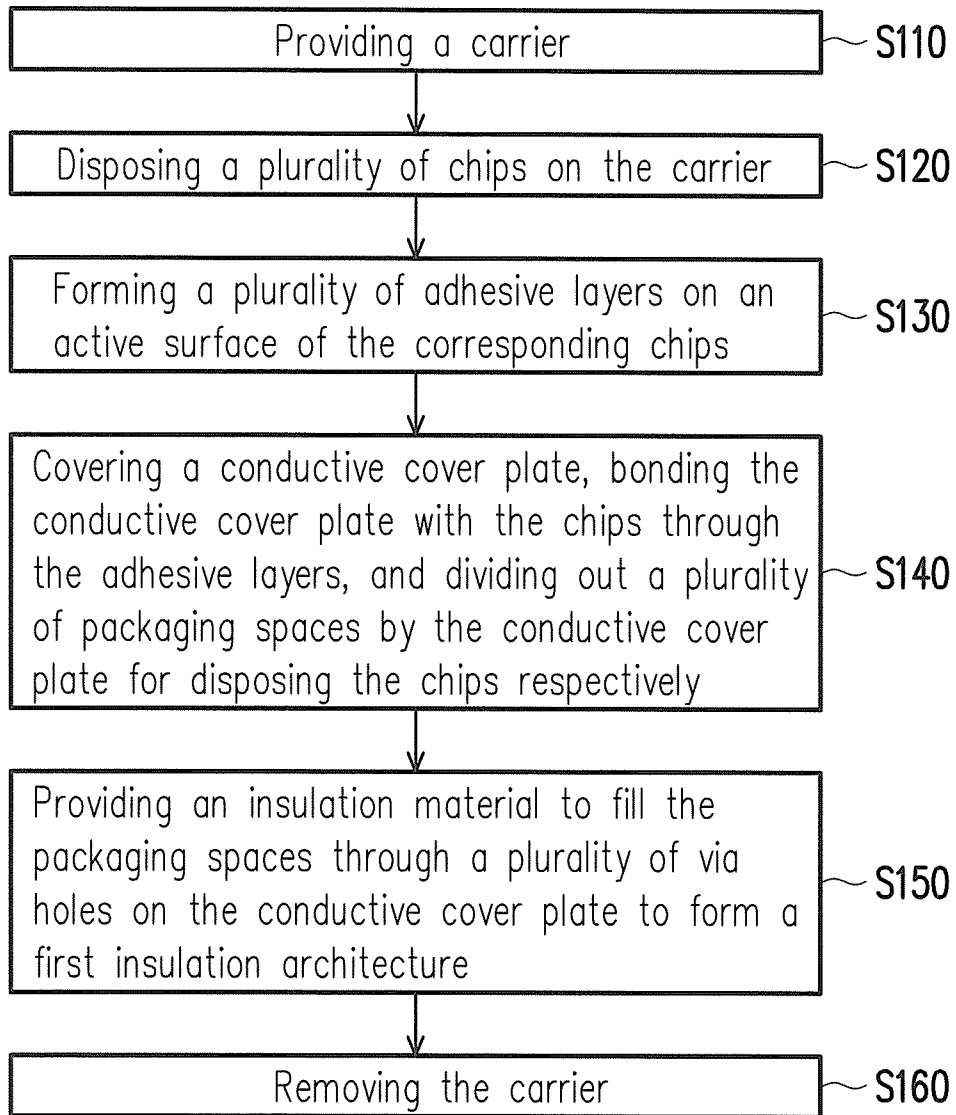 Providing a carrier
S110
Disposing a plurality of chips on the carrier
S120
Forming a plurality of adhesive layers on an
active surface of the corresponding chips
S130
Covering a conductive cover plate, bonding the
conductive cover plate with the chips through
the adhesive layers, and dividing out a plurality
of packaging spaces by the conductive cover
plate for disposing the chips respectively
S140
Providing an insulation material to fill the
packaging spaces through a plurality of via
holes on the conductive cover plate to form a
first insulation architecture
S150
Removing the carrier
S160